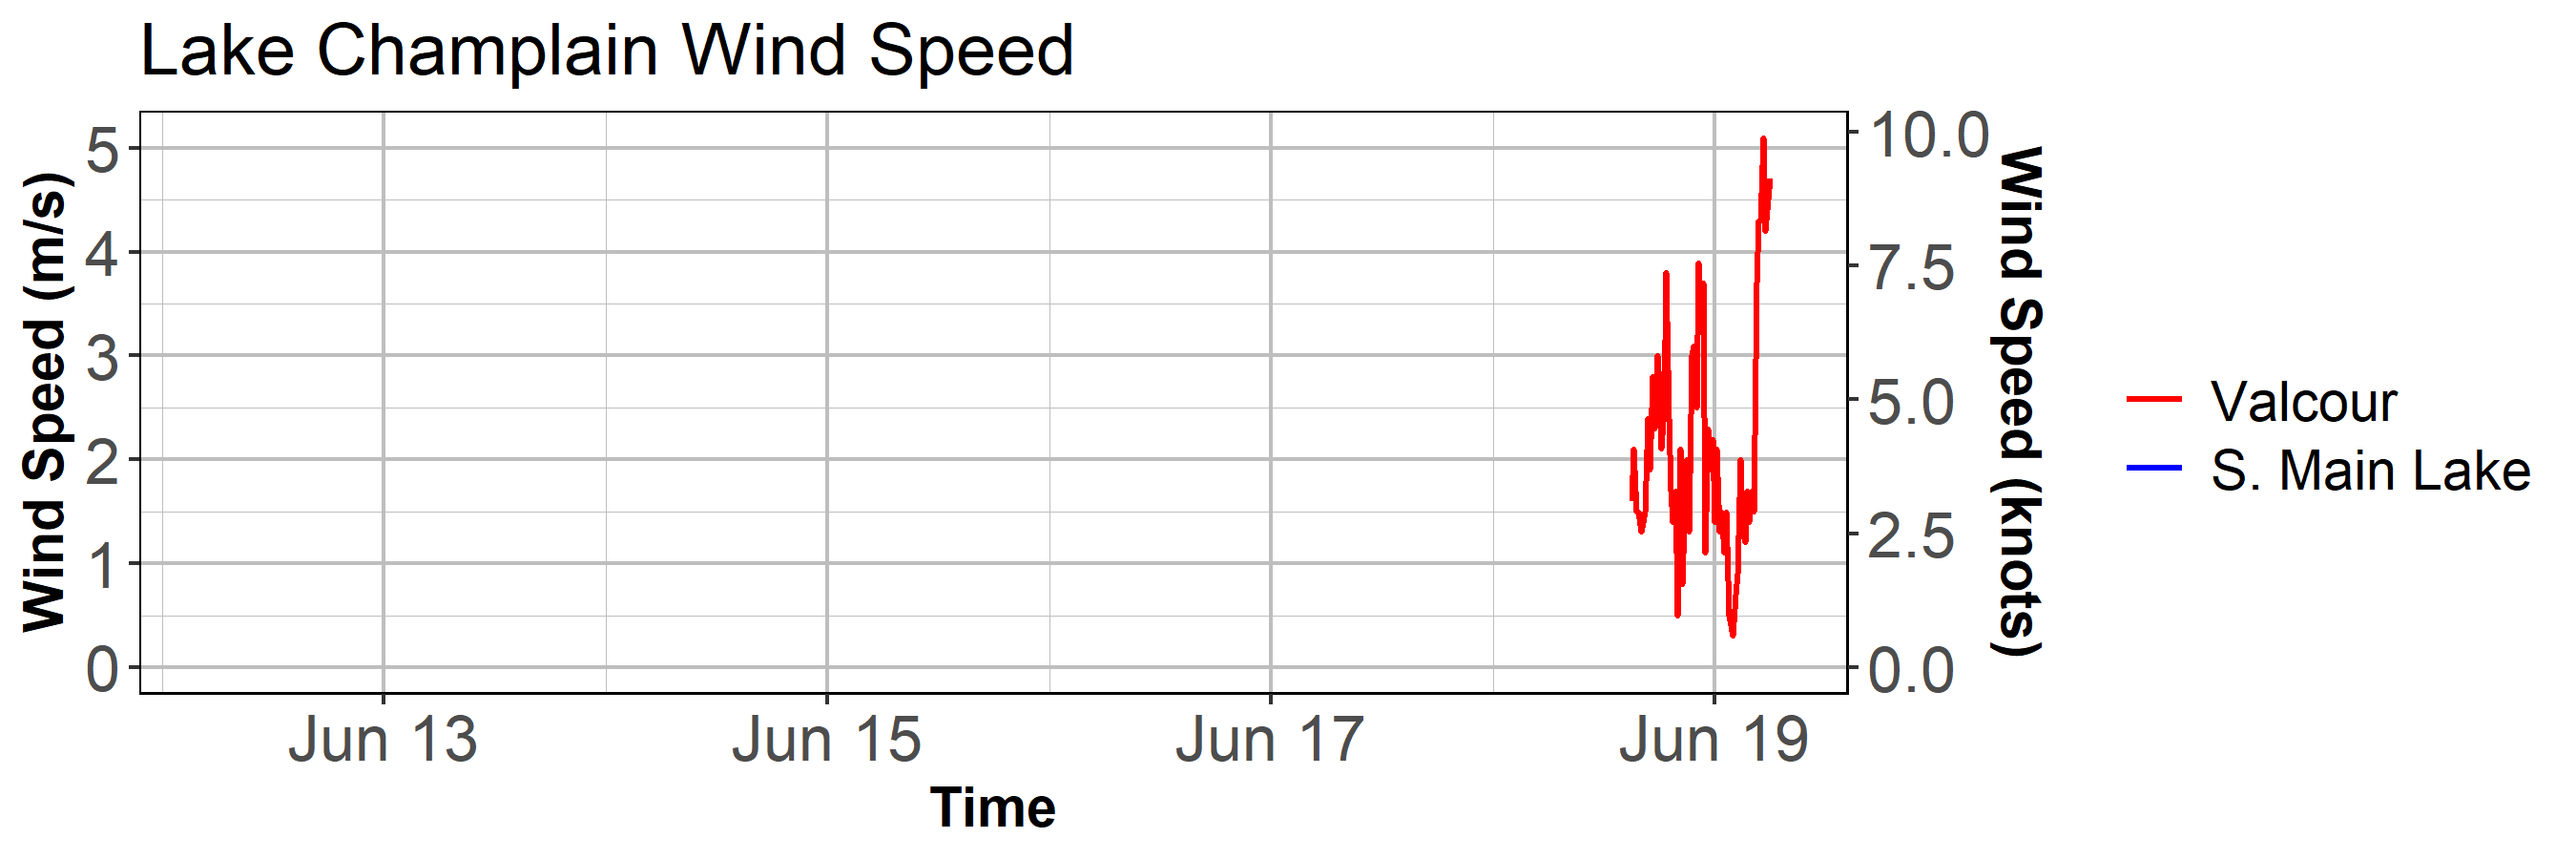 Lake Champlain Wind Speed
Wind Speed (m/s)
5
4
3
2
1
0
10.0
7.5
5.0
2.5
0.0
Wind Speed (knots)
Jun 13 Jun 15 Jun 17 Jun 19
Time
Valcour
S. Main Lake